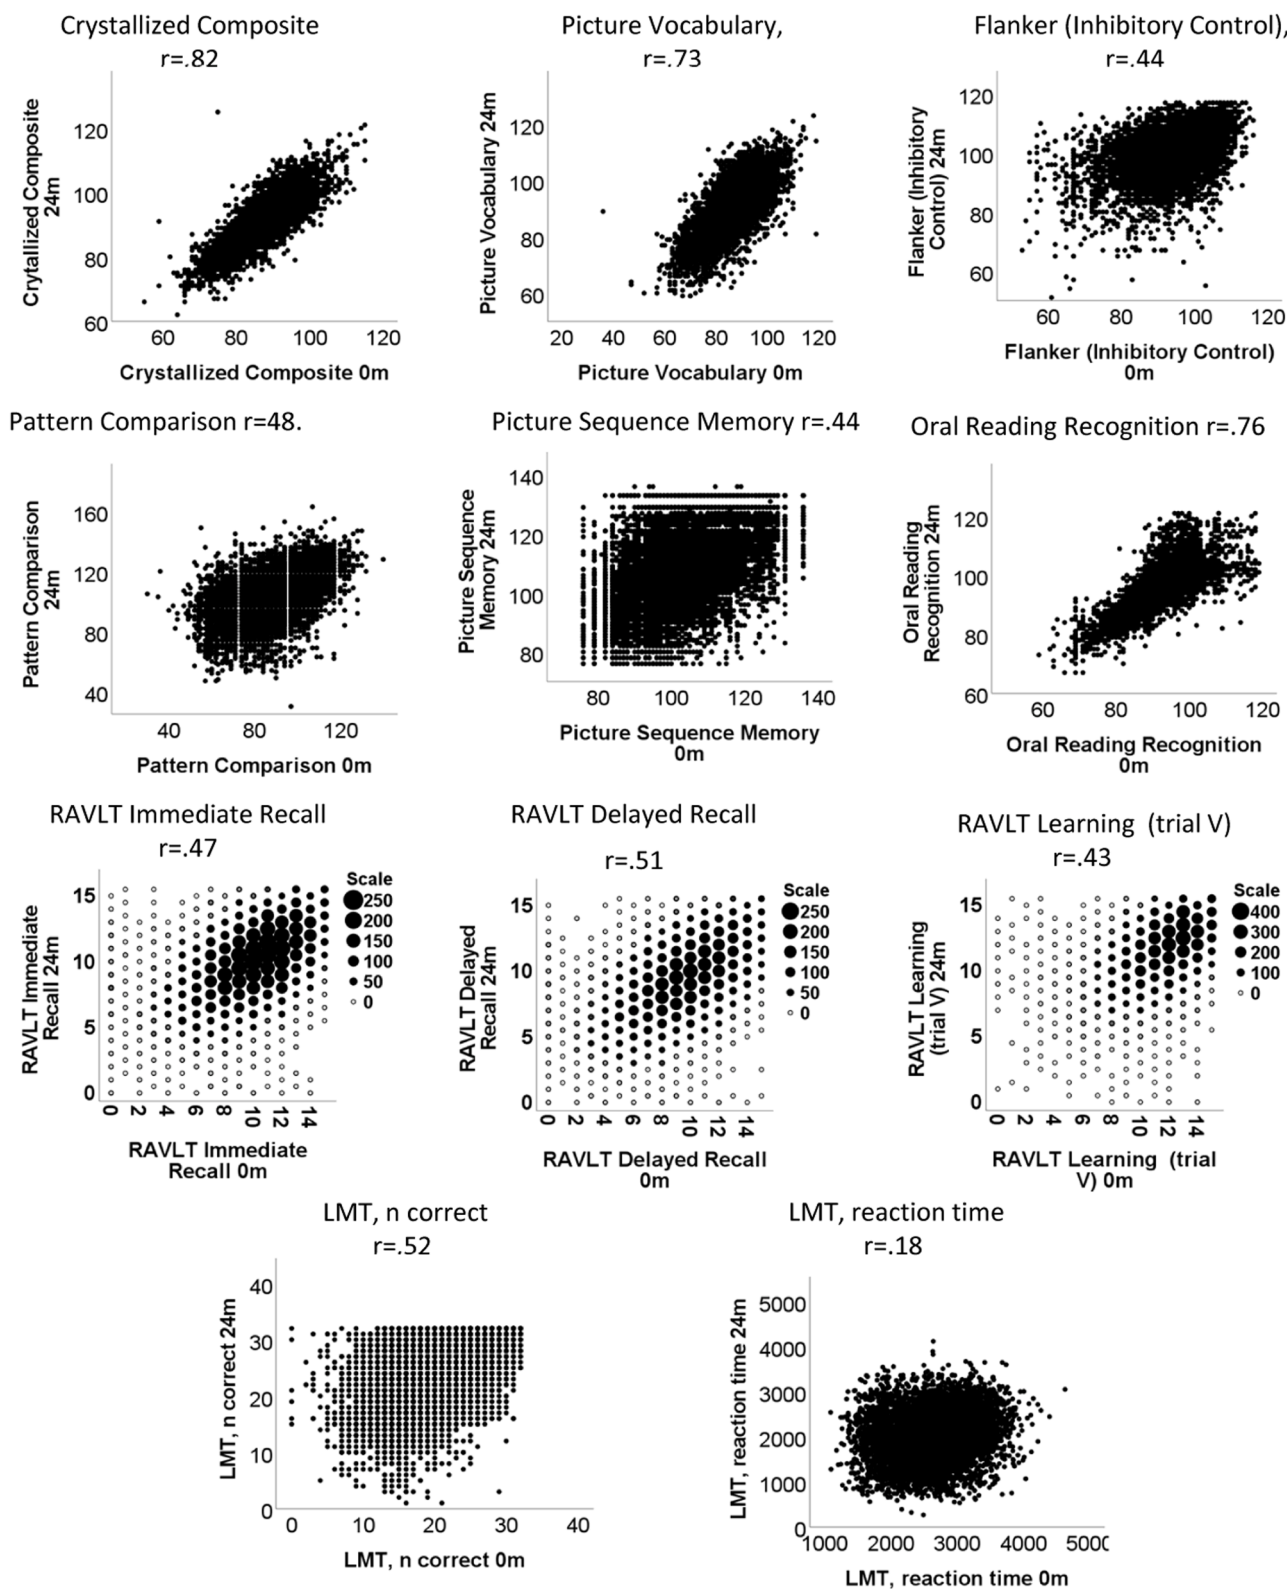 Crystallized Composite
r=.82
Crytallized Composite
24m
120
100
80
60
60 80 100 120
Crystallized Composite 0m
Picture Vocabulary,
r=.73
Picture Vocabulary 24m
120
100
80
60
20 40 60 80 100 120
Picture Vocabulary 0m
Flanker (Inhibitory Control),
r=.44
Flanker (Inhibitory
Control) 24m
120
100
80
60
60 80 100 120
Flanker (Inhibitory Control)
0m
Pattern Comparison r=48.
Pattern Comparison
24m
160
120
80
40
40 80 120
Pattern Comparison 0m
Picture Sequence Memory r=.44
Picture Sequence
Memory 24m
140
120
100
80
80 100 120 140
Picture Sequence Memory
0m
Oral Reading Recognition r=.76
Oral Reading
Recognition 24m
120
100
80
60
60 80 100 120
Oral Reading Recognition
0m
RAVLT Immediate Recall
r=.47
RAVLT Immediate
Recall 24m
15
10
5
0
0 2 4 6 8 10 12 14
RAVLT Immediate
Recall 0m
Scale
250
200
150
100
50
0
RAVLT Delayed Recall
r=.51
RAVLT Delayed
Recall 24m
15
10
5
0
0 2 4 6 8 10 12 14
RAVLT Delayed Recall
0m
Scale
250
200
150
100
50
0
RAVLT Learning (trial V)
r=.43
RAVLT Learning
(trial V) 24m
15
10
5
0
0 2 4 6 8 10 12 14
RAVLT Learning (trial
V) 0m
Scale
400
300
200
100
0
LMT, n correct
r=.52
LMT, n correct 24m
40
30
20
10
0
0 10 20 30 40
LMT, n correct 0m
LMT, reaction time
r=.18
LMT, reaction time 24m
5000
4000
3000
2000
1000
0
1000 2000 3000 4000 5000
LMT, reaction time 0m